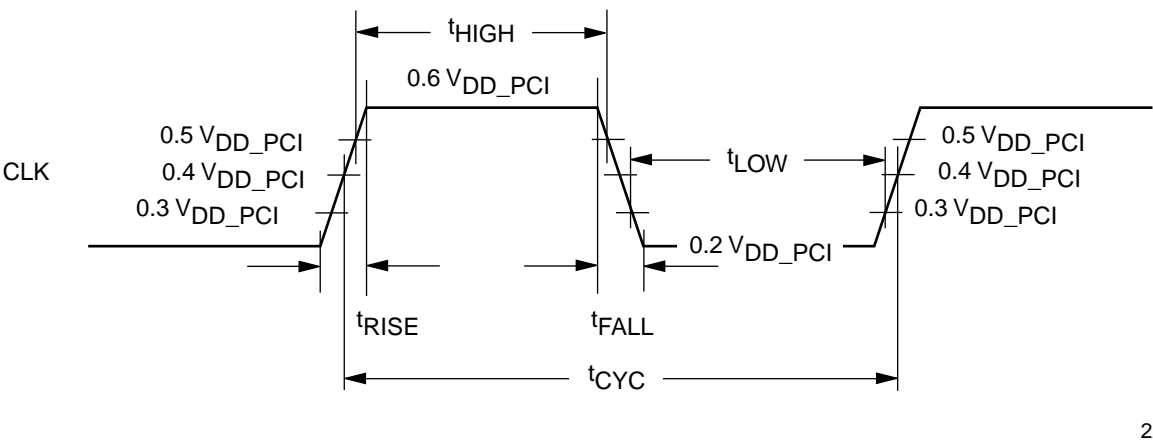 tHIGH
0.6 VDD_PCI
0.5 VDD_PCI
0.5 VDD_PCI
tLOW
CLK
0.4 VDD_PCI
0.4 VDD_PCI
0.3 VDD_PCI
0.3 VDD_PCI
0.2 VDD_PCI
tRISE
tFALL
tCYC
2